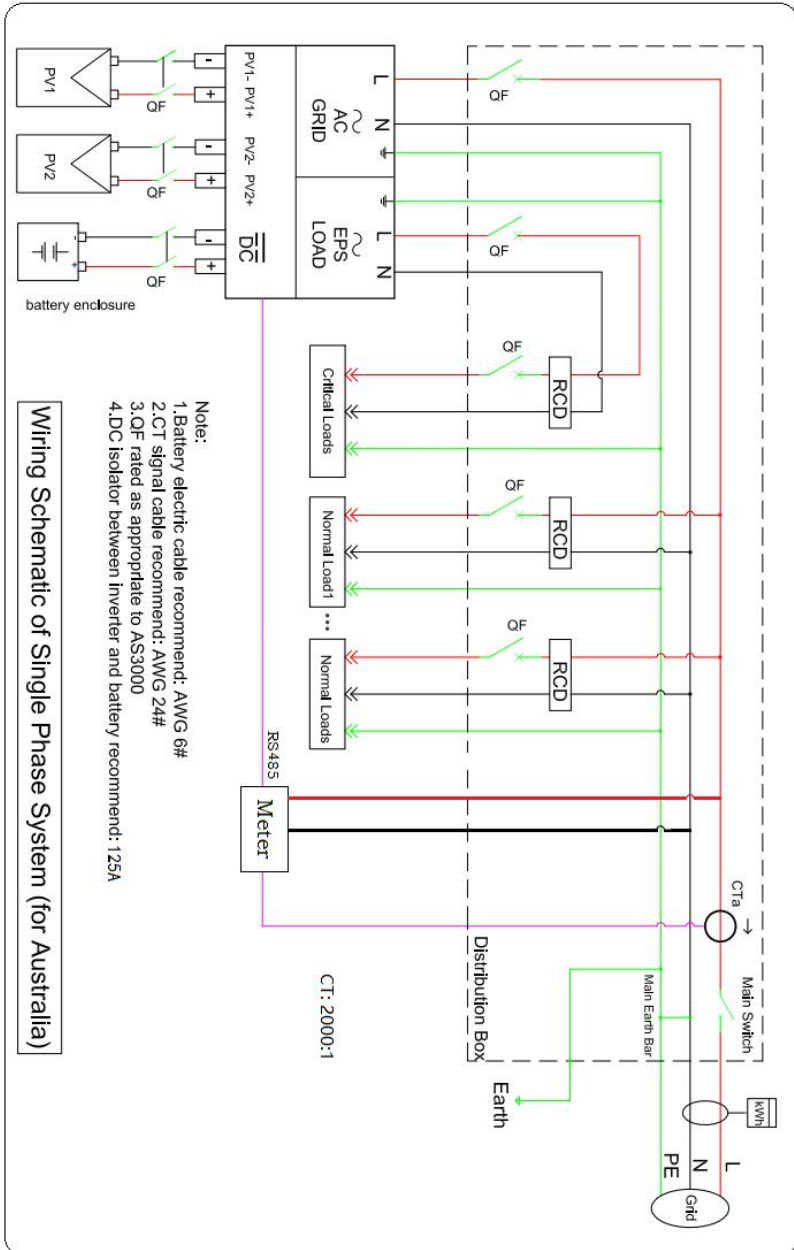 Grid
L
N
PE
kWh
Main Switch
CTa
→
Main Earth Bar
Distribution Box
Earth
QF
QF
QF
QF
QF
RCD
RCD
RCD
L N
AC
GRID
L N
EPS
LOAD
Critical Loads
Normal Load1
...
Normal Loads
RS485
Meter
CT: 2000:1
PV1- PV1+
PV2- PV2+
DC
- +
- +
- +
QF
QF
QF
PV1
PV2
- +
battery enclosure
Note:
1.Battery electric cable recommend: AWG 6#
2.CT signal cable recommend: AWG 24#
3.QF rated as appropriate to AS3000
4.DC isolator between inverter and battery recommend: 125A
Wiring Schematic of Single Phase System (for Australia)